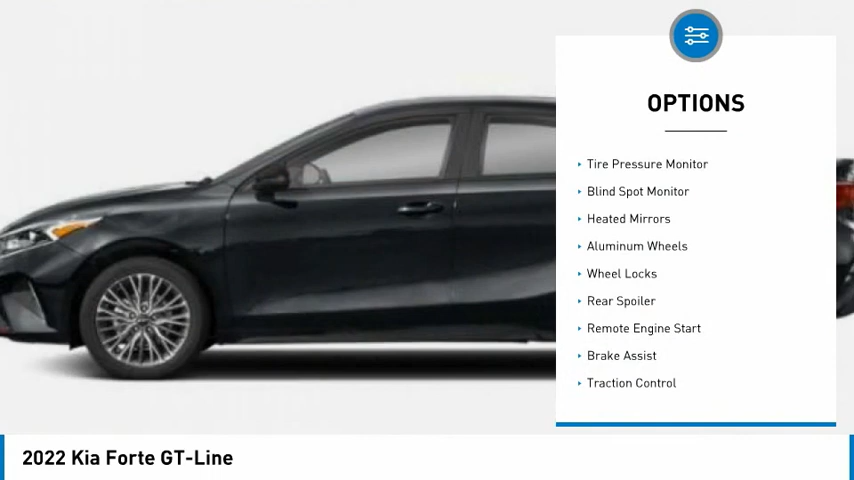 OPTIONS
Tire Pressure Monitor
Blind Spot Monitor
Heated Mirrors
Aluminum Wheels
Wheel Locks
Rear Spoiler
Remote Engine Start
Brake Assist
Traction Control
2022 Kia Forte GT-Line